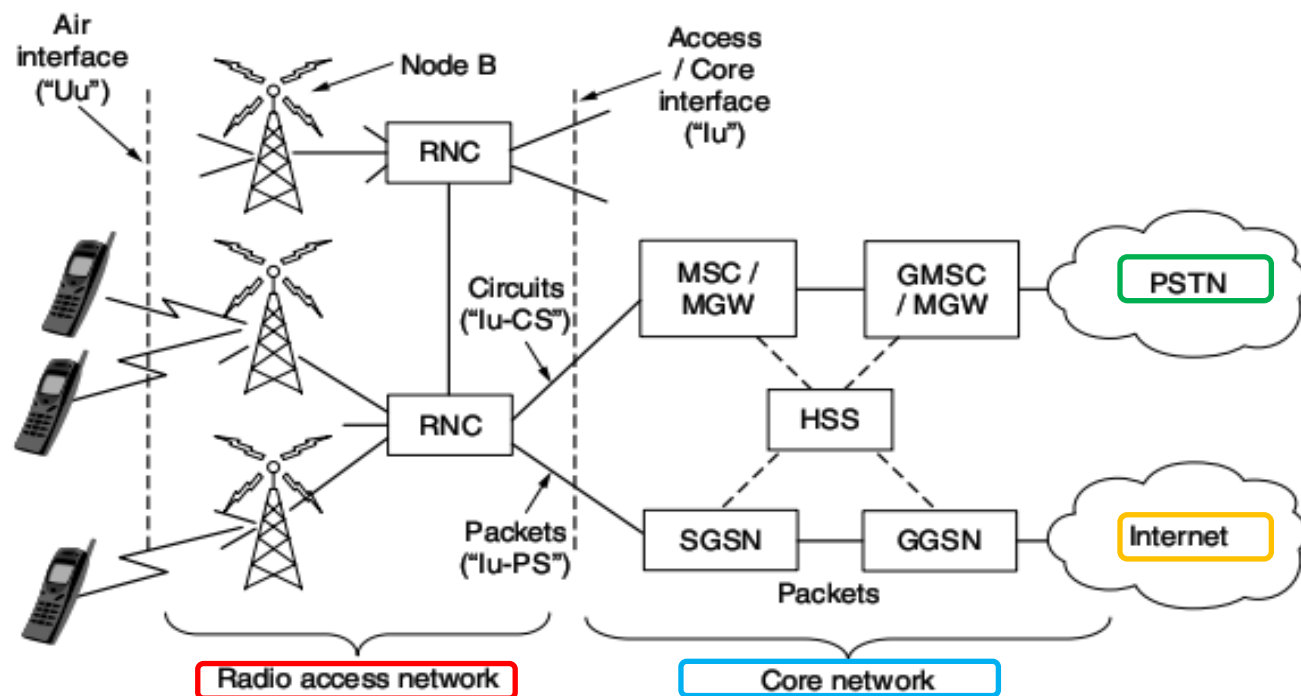 Air
interface
(“Uu”)
Node B
Access
/ Core
interface
(“Iu”)
RNC
MSC /
MGW
GMSC
/ MGW
PSTN
Circuits
(“Iu-CS”)
HSS
RNC
Packets
(“Iu-PS”)
SGSN
GGSN
Internet
Packets
Radio access network
Core network